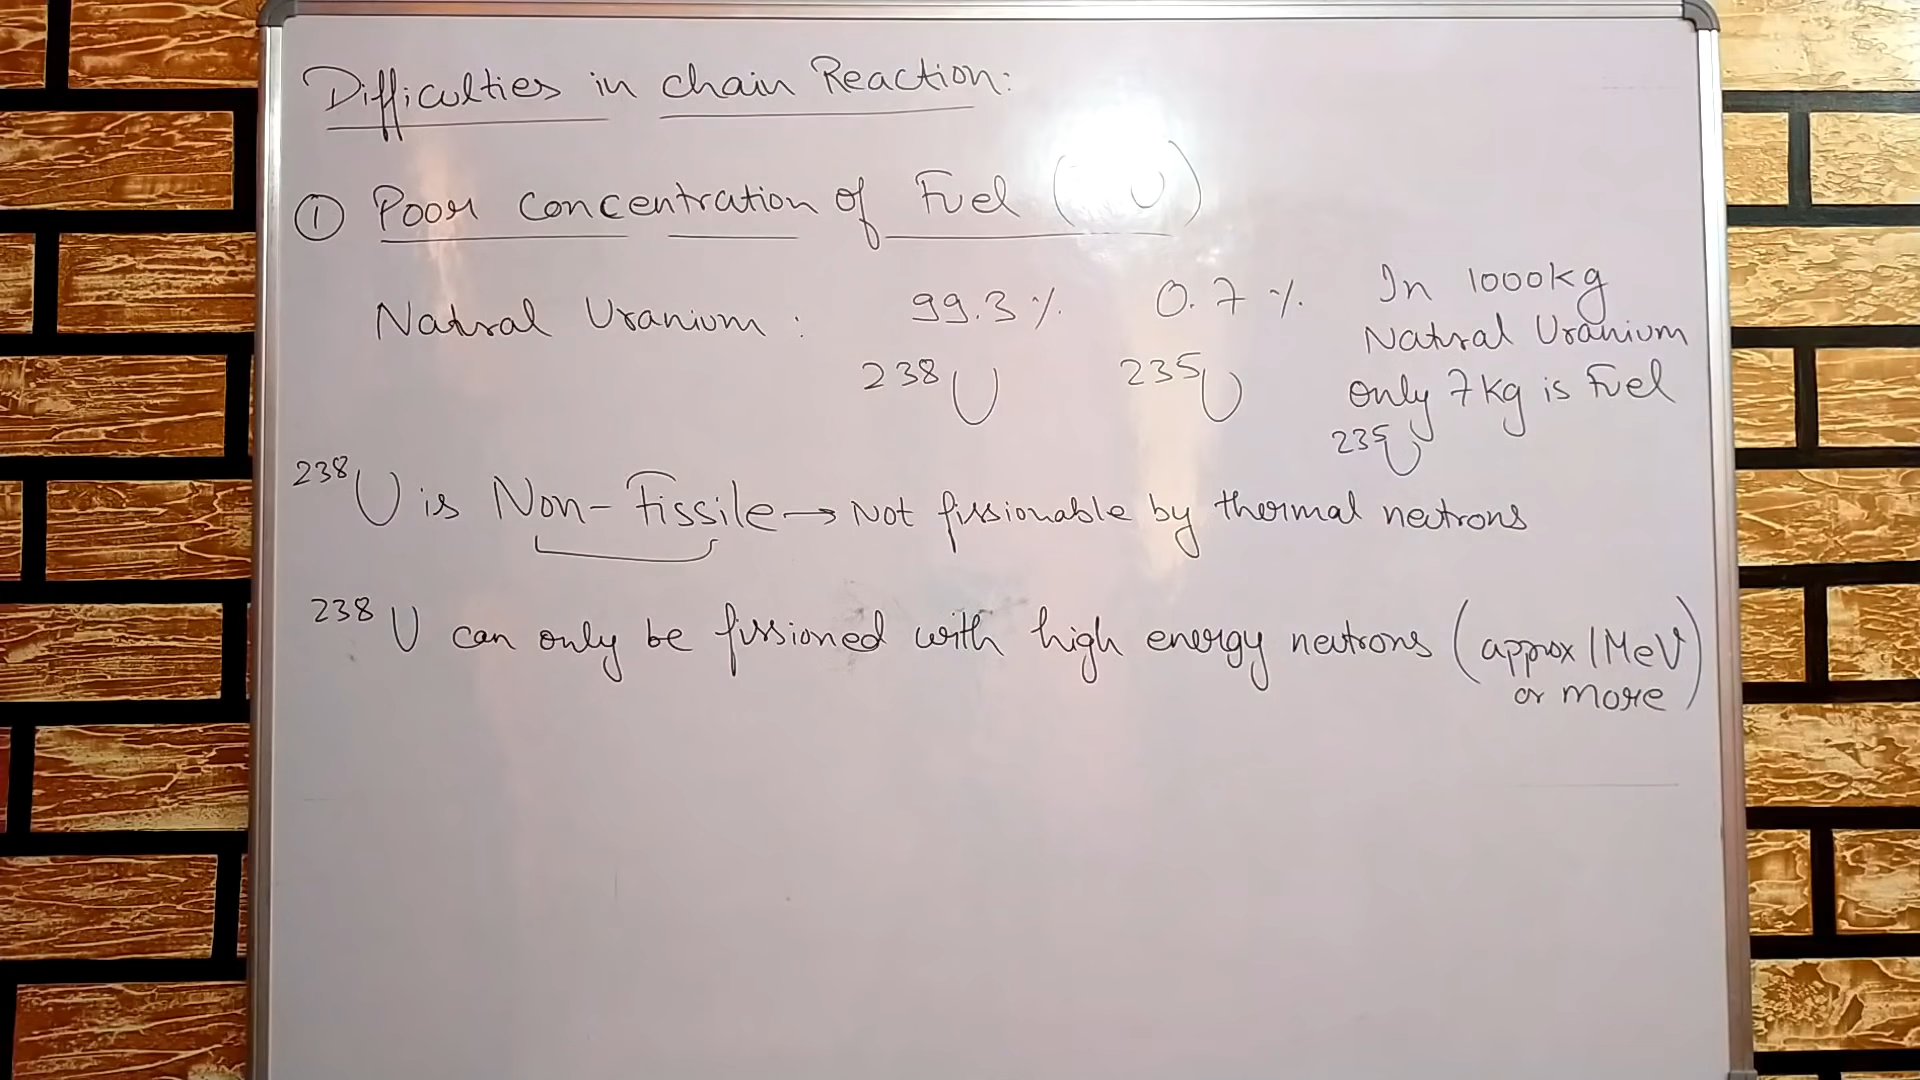 Difficulties in chain Reaction:
① Poor concentration of Fuel ( U)
Natural Uranium : 99.3 % 0.7 %
²³⁸U ²³⁵U
In 1000kg
Natural Uranium
only 7kg is Fuel
²³⁵U
²³⁸U is Non-Fissile → Not fissionable by thermal neutrons
²³⁸U can only be fissioned with high energy neutrons (approx 1MeV
or more)